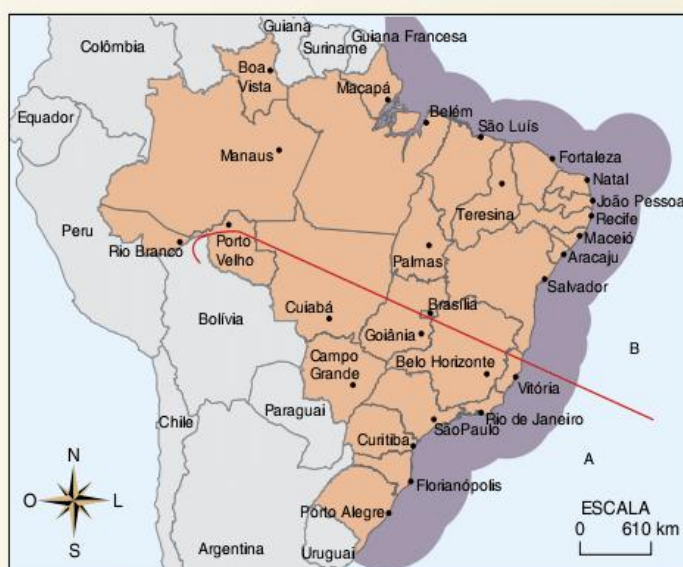 Guiana
Colômbia
Suriname
Guiana Francesa
Boa
Vista
Macapá
Equador
Belém
São Luís
Manaus
Fortaleza
Natal
Teresina
João Pessoa
Recife
Peru
Maceió
Rio Branco
Porto
Velho
Palmas
Aracaju
Salvador
Cuiabá
Brasília
Bolívia
Goiânia
B
Campo
Grande
Belo Horizonte
Vitória
Paraguai
Chile
Rio de Janeiro
SãoPaulo
Curitiba
A
N
O
L
S
Florianópolis
Porto Alegre
ESCALA
0 610 km
Argentina
Uruguai